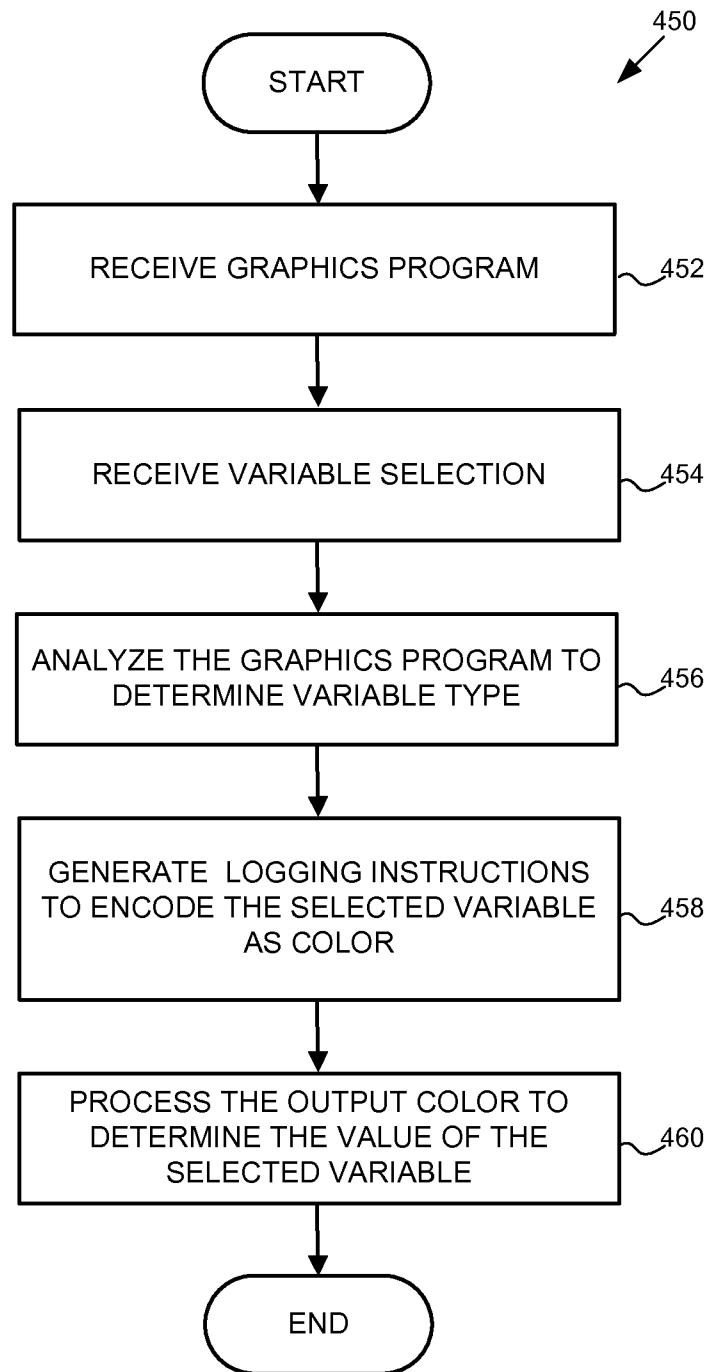 450
START
RECEIVE GRAPHICS PROGRAM
452
RECEIVE VARIABLE SELECTION
454
ANALYZE THE GRAPHICS PROGRAM TO
DETERMINE VARIABLE TYPE
456
GENERATE LOGGING INSTRUCTIONS
TO ENCODE THE SELECTED VARIABLE
AS COLOR
458
PROCESS THE OUTPUT COLOR TO
DETERMINE THE VALUE OF THE
SELECTED VARIABLE
460
END